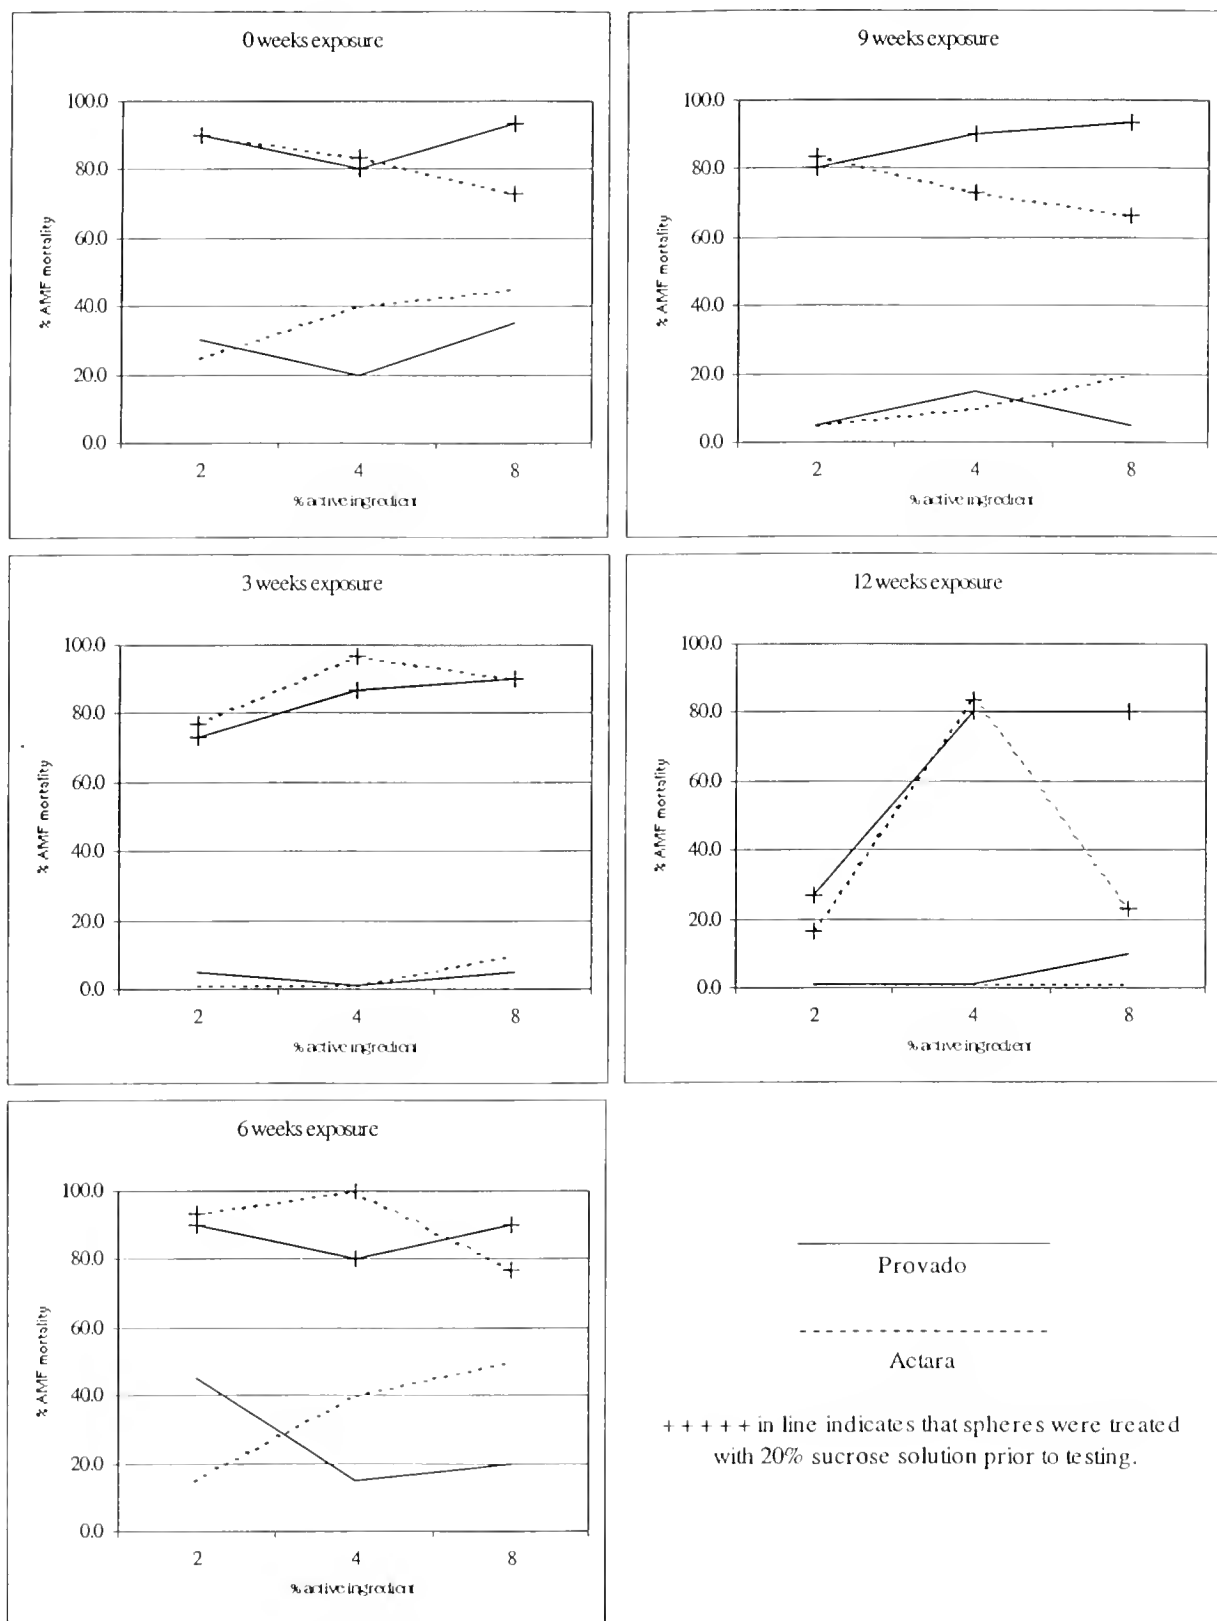 0 weeks exposure
100.0
80.0
60.0
40.0
20.0
0.0
% AMF mortality
2 4 8
% active ingredient
9 weeks exposure
100.0
80.0
60.0
40.0
20.0
0.0
% AMF mortality
2 4 8
% active ingredient
3 weeks exposure
100.0
80.0
60.0
40.0
20.0
0.0
% AMF mortality
2 4 8
% active ingredient
12 weeks exposure
100.0
80.0
60.0
40.0
20.0
0.0
% AMF mortality
2 4 8
% active ingredient
6 weeks exposure
100.0
80.0
60.0
40.0
20.0
0.0
% AMF mortality
2 4 8
% active ingredient
Provado
Actara
+ + + + + in line indicates that spheres were treated
with 20% sucrose solution prior to testing.